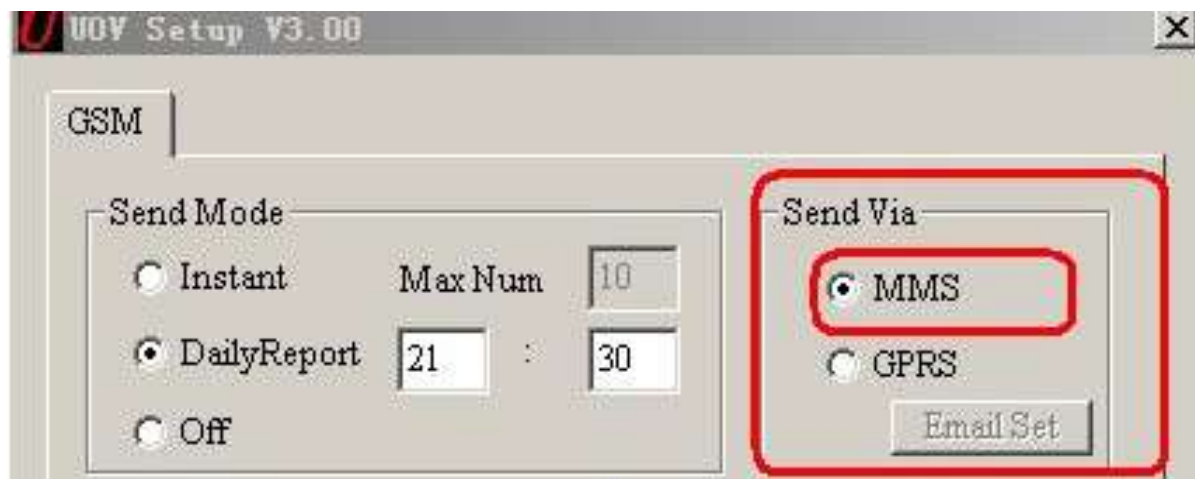 UOV Setup V3.00
GSM
Send Mode
Send Via
Instant Max Num 10
MMS
DailyReport 21 : 30
GPRS
Off
Email Set